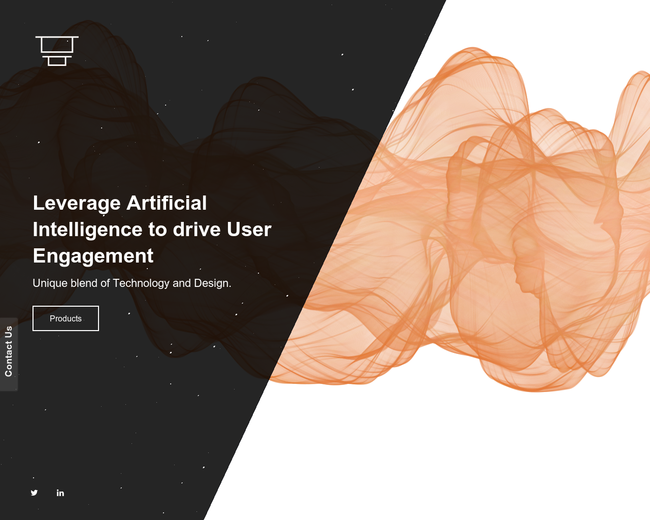 Leverage Artificial
Intelligence to drive User
Engagement
Unique blend of Technology and Design.
Products
Contact Us